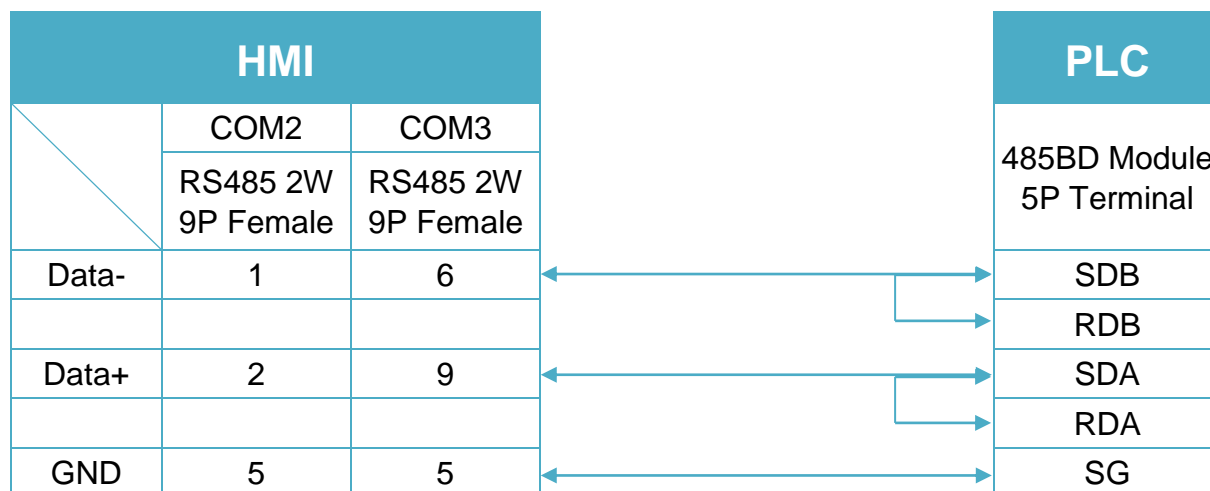 HMI PLC
COM2 COM3
485BD Module
5P Terminal
RS485 2W RS485 2W
9P Female 9P Female
Data- 1 6 SDB
RDB
Data+ 2 9 SDA
RDA
GND 5 5 SG